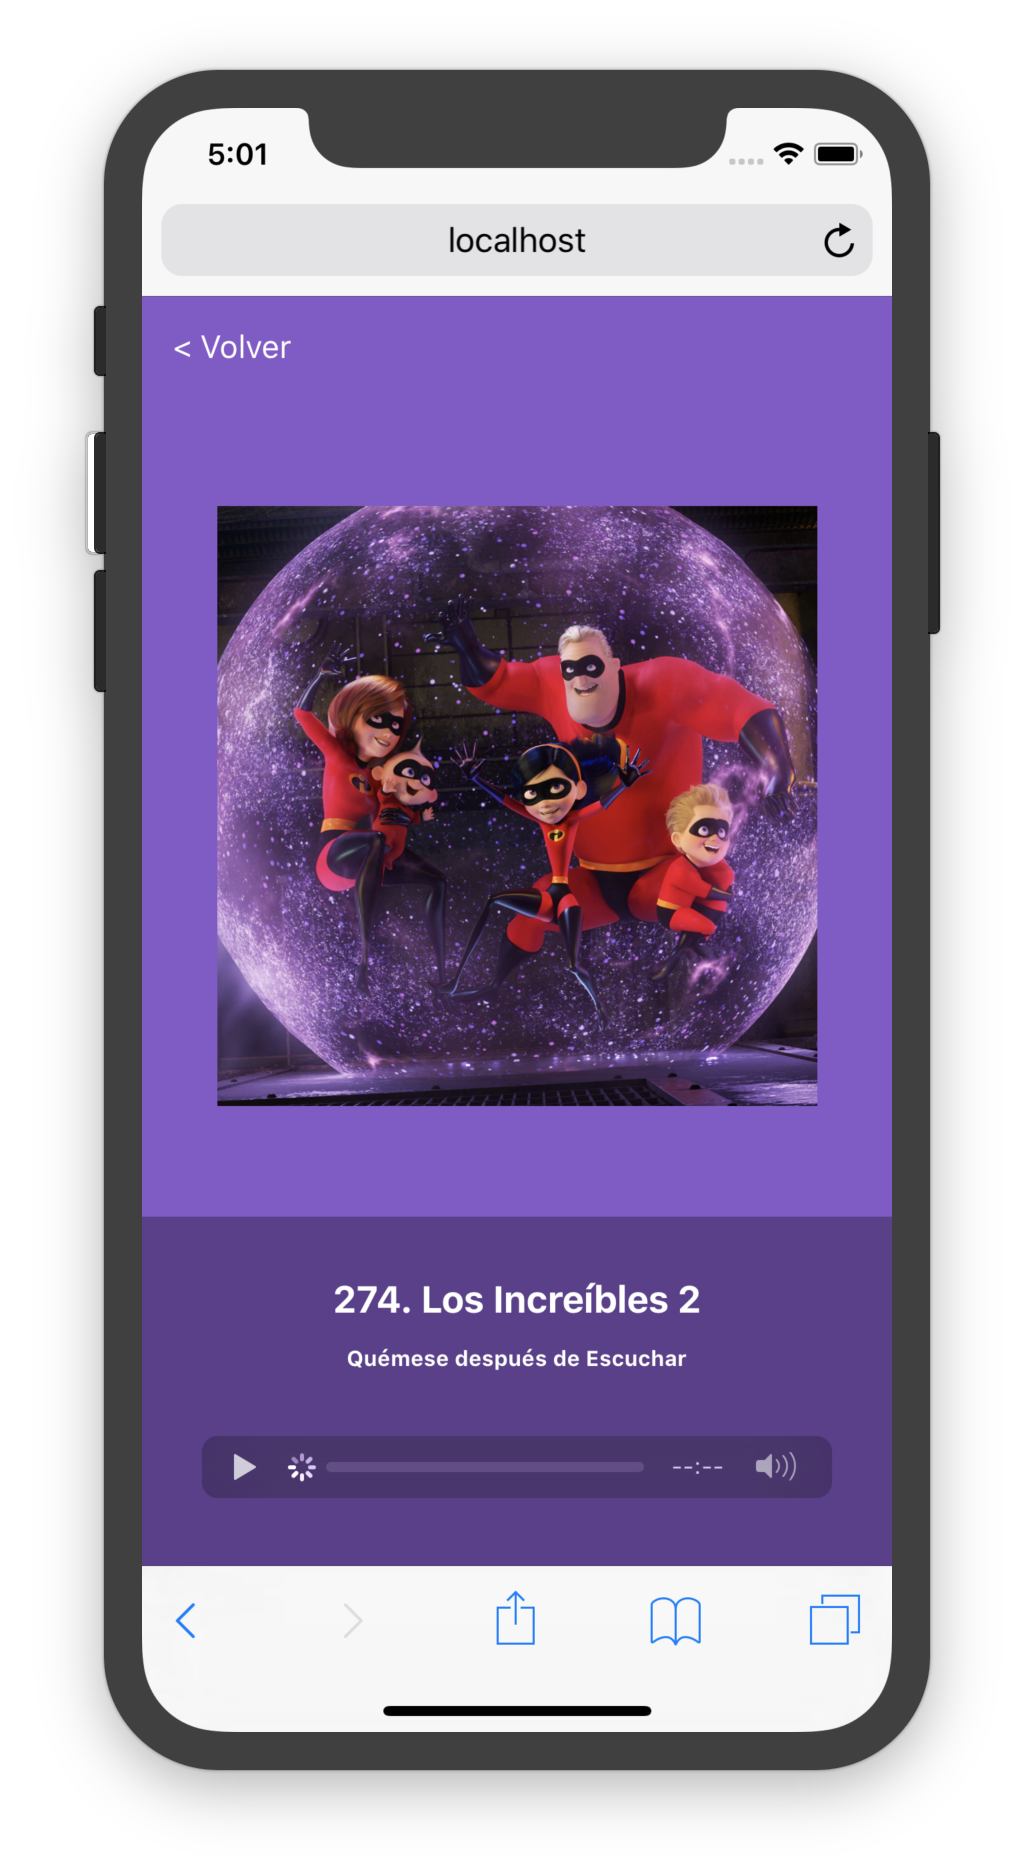 5:01
localhost
< Volver
274. Los Increíbles 2
Quémese después de Escuchar
--:--